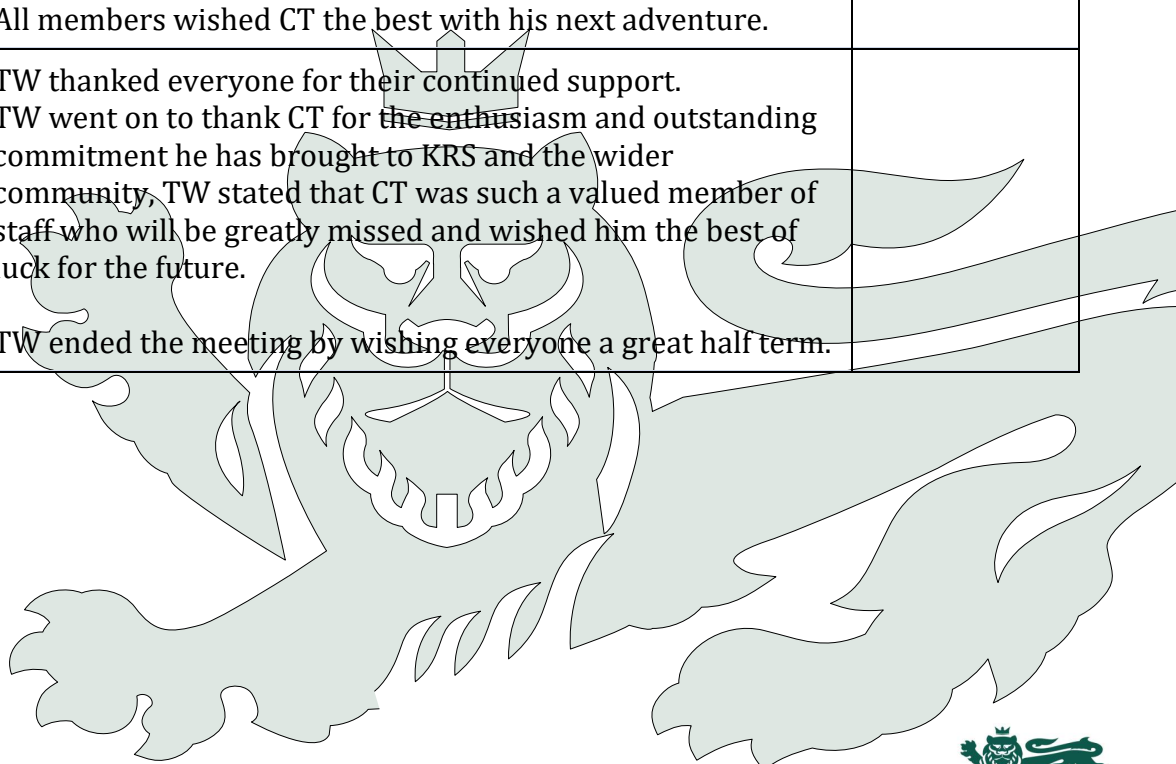 All members wished CT the best with his next adventure.
TW thanked everyone for their continued support.
TW went on to thank CT for the enthusiasm and outstanding
commitment he has brought to KRS and the wider
community, TW stated that CT was such a valued member of
staff who will be greatly missed and wished him the best of
luck for the future.
TW ended the meeting by wishing everyone a great half term.